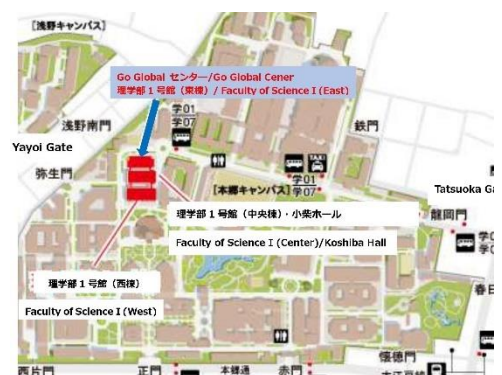 [浅野キャンパス]
Go Global センター/Go Global Cener
理学部1号館（東棟）/ Faculty of Science I (East)
浅野南門
学01
学07
鉄門
Yayoi Gate
弥生門
TAXI
学01
学07
[本郷キャンパス]
Tatsuoka Ga
理学部1号館（中央棟）・小柴ホール
龍岡門
Faculty of Science I (Center)/Koshiba Hall
学0
学0
理学部1号館（西棟）
春日
Faculty of Science I (West)
懐徳門
西片門
正門
本郷通
赤門